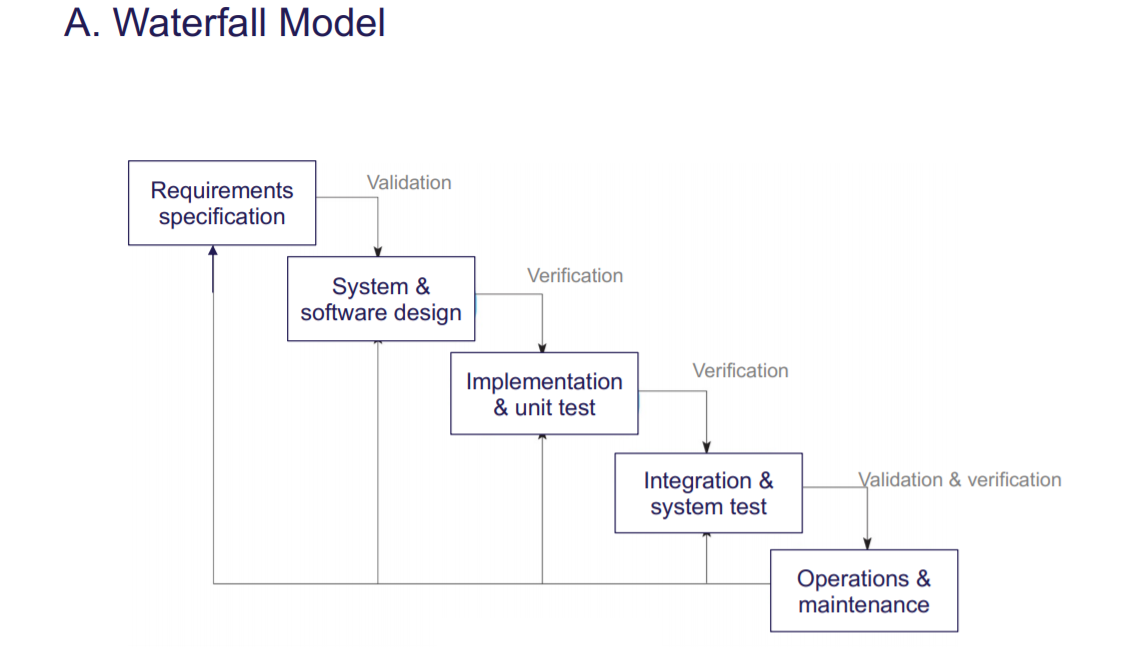 A. Waterfall Model
Requirements
specification
Validation
System &
software design
Verification
Implementation
& unit test
Verification
Integration &
system test
Validation & verification
Operations &
maintenance